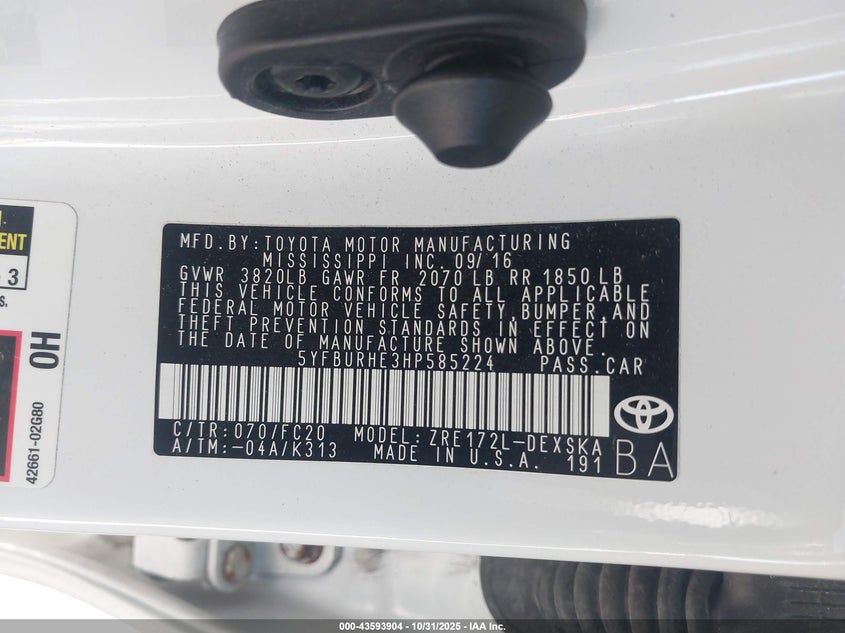 MFD.BY:TOYOTA MOTOR MANUFACTURING
MISSISSIPPI INC. 09/16
GVWR 3820LB GAWR FR 2070 LB RR 1850 LB
THIS VEHICLE CONFORMS TO ALL APPLICABLE
FEDERAL MOTOR VEHICLE SAFETY,BUMPER,AND
THEFT PREVENTION STANDARDS IN EFFECT ON
THE DATE OF MANUFACTURE SHOWN ABOVE.
5YFBURHE3HP585224 PASS.CAR
C/TR:070/FC20 MODEL: ZRE172L-DEXSKA
A/TM:-04A/K313 MADE IN U.S.A. 191
BA
3
s.
OH
42661-02G80
000-43593904 - 10/31/2025 - IAA Inc.